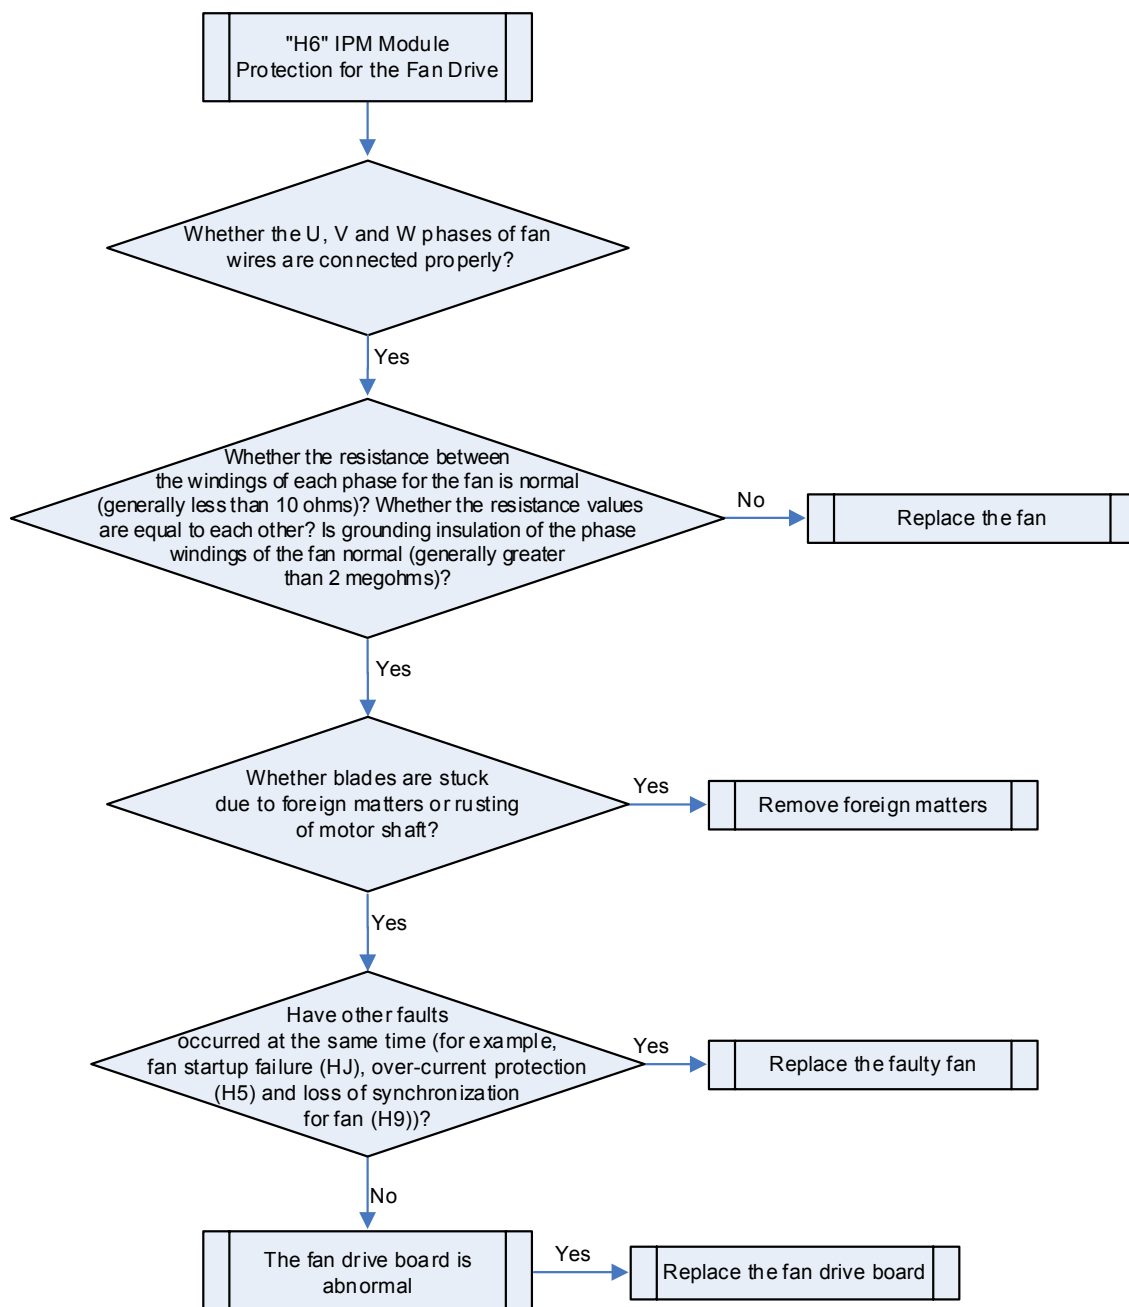 "H6" IPM Module
Protection for the Fan Drive
Whether the U, V and W phases of fan
wires are connected properly?
Yes
Whether the resistance between
the windings of each phase for the fan is normal
(generally less than 10 ohms)? Whether the resistance values
are equal to each other? Is grounding insulation of the phase
windings of the fan normal (generally greater
than 2 megohms)?
No
Replace the fan
Yes
Whether blades are stuck
due to foreign matters or rusting
of motor shaft?
Yes
Remove foreign matters
Yes
Have other faults
occurred at the same time (for example,
fan startup failure (HJ), over-current protection
(H5) and loss of synchronization
for fan (H9))?
Yes
Replace the faulty fan
No
The fan drive board is
abnormal
Yes
Replace the fan drive board